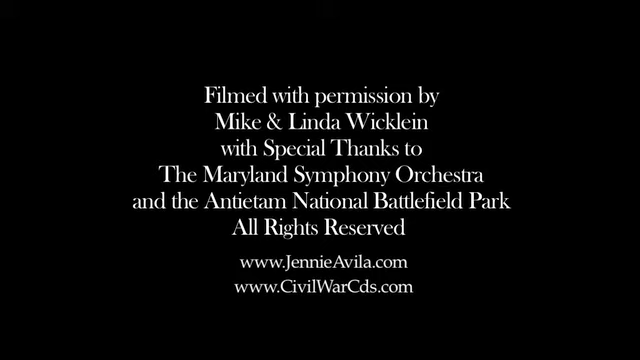 Filmed with permission by
Mike & Linda Wicklein
with Special Thanks to
The Maryland Symphony Orchestra
and the Antietam National Battlefield Park
All Rights Reserved
www.JennieAvila.com
www.CivilWarCds.com